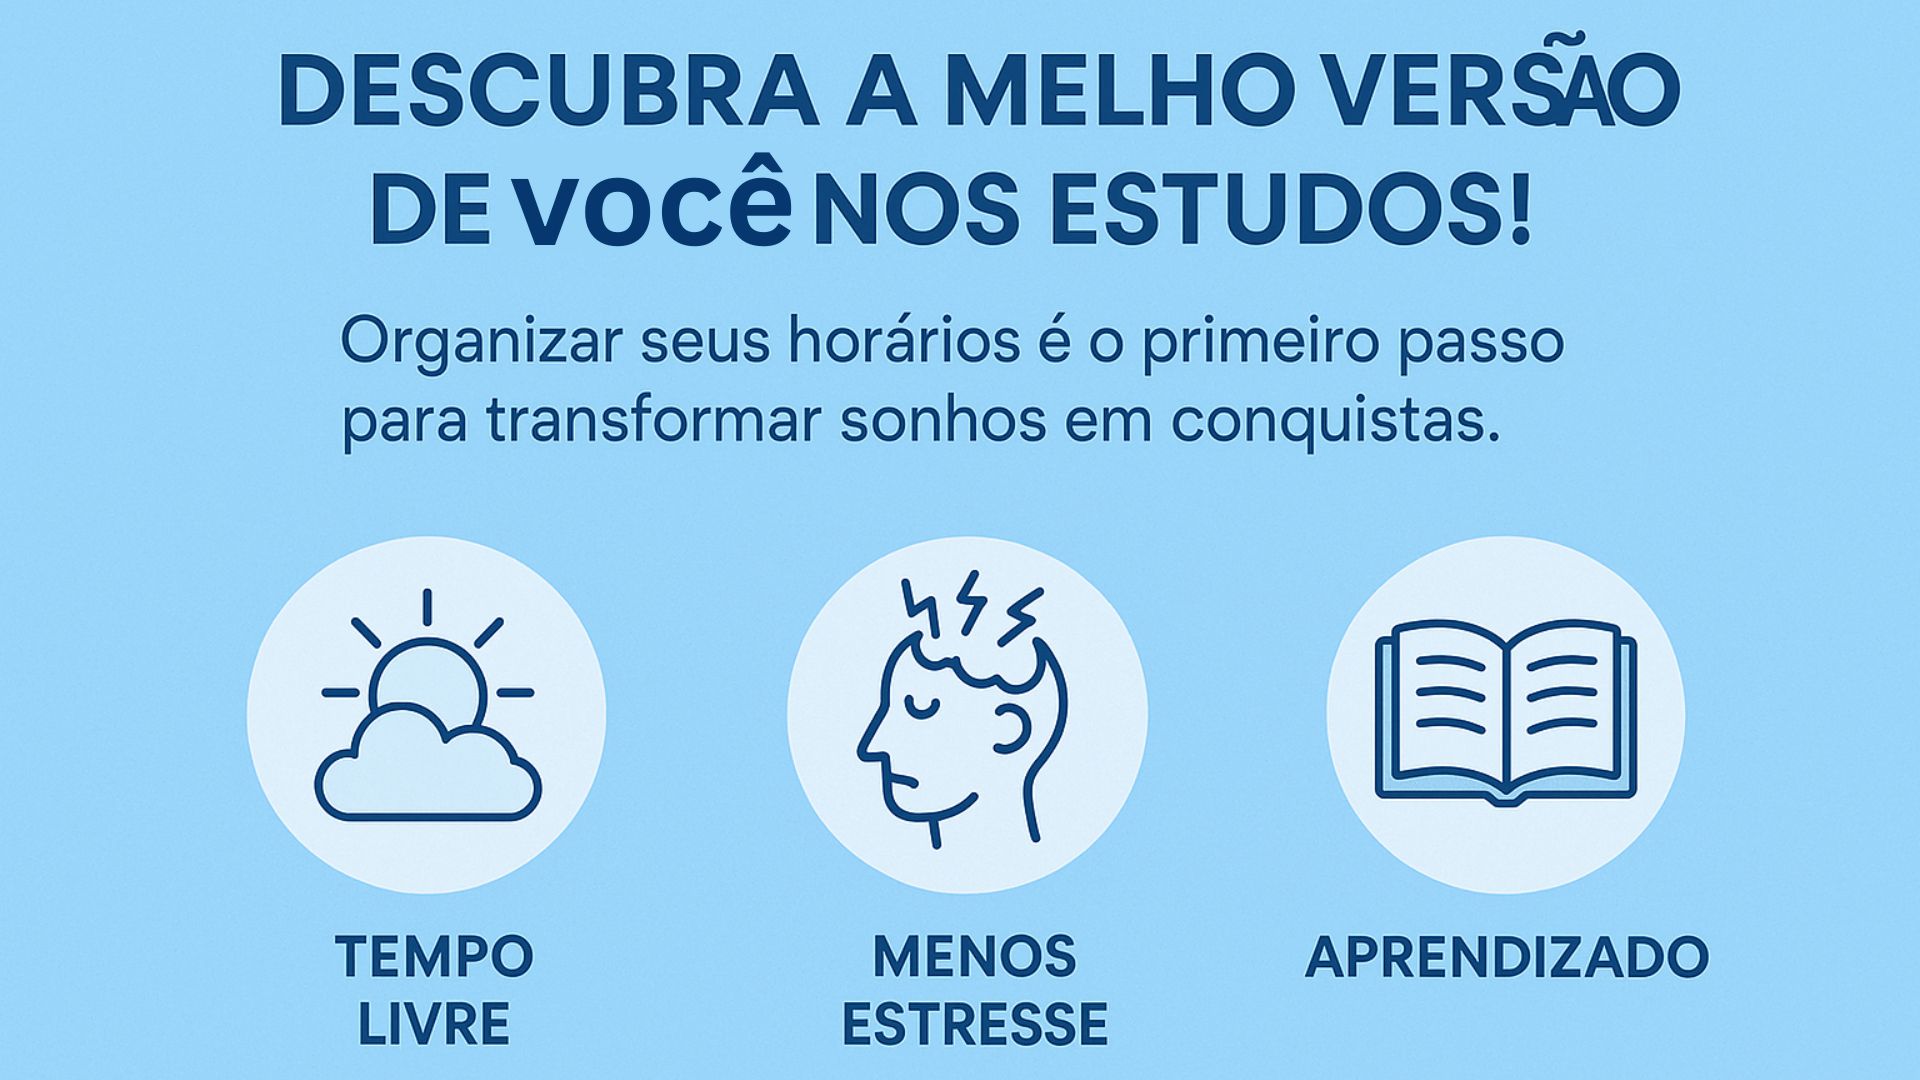 DESCUBRA A MELHO VERSÃO
DE você NOS ESTUDOS!
Organizar seus horários é o primeiro passo
para transformar sonhos em conquistas.
TEMPO
LIVRE
MENOS
ESTRESSE
APRENDIZADO